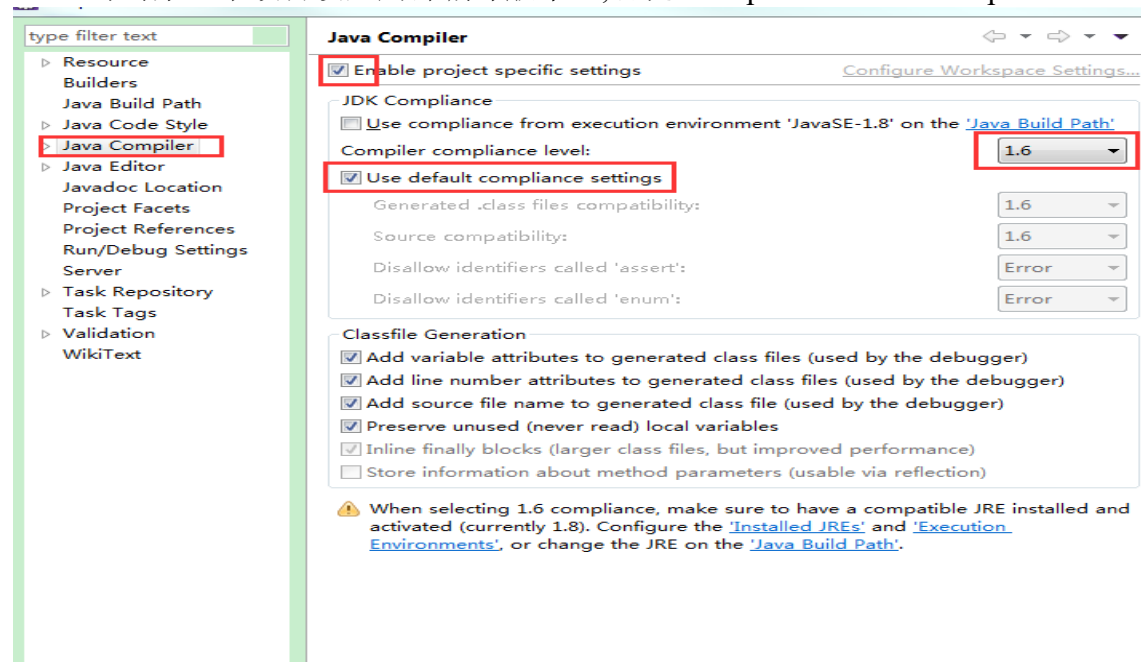 type filter text
Resource
Builders
Java Build Path
Java Code Style
Java Compiler
Java Editor
Javadoc Location
Project Facets
Project References
Run/Debug Settings
Server
Task Repository
Task Tags
Validation
WikiText
Java Compiler
Enable project specific settings
Configure Workspace Settings...
JDK Compliance
Use compliance from execution environment 'JavaSE-1.8' on the 'Java Build Path'
Compiler compliance level: 1.6
Use default compliance settings
Generated .class files compatibility: 1.6
Source compatibility: 1.6
Disallow identifiers called 'assert': Error
Disallow identifiers called 'enum': Error
Classfile Generation
Add variable attributes to generated class files (used by the debugger)
Add line number attributes to generated class files (used by the debugger)
Add source file name to generated class file (used by the debugger)
Preserve unused (never read) local variables
Inline finally blocks (larger class files, but improved performance)
Store information about method parameters (usable via reflection)
When selecting 1.6 compliance, make sure to have a compatible JRE installed and
activated (currently 1.8). Configure the 'Installed JREs' and 'Execution
Environments', or change the JRE on the 'Java Build Path'.